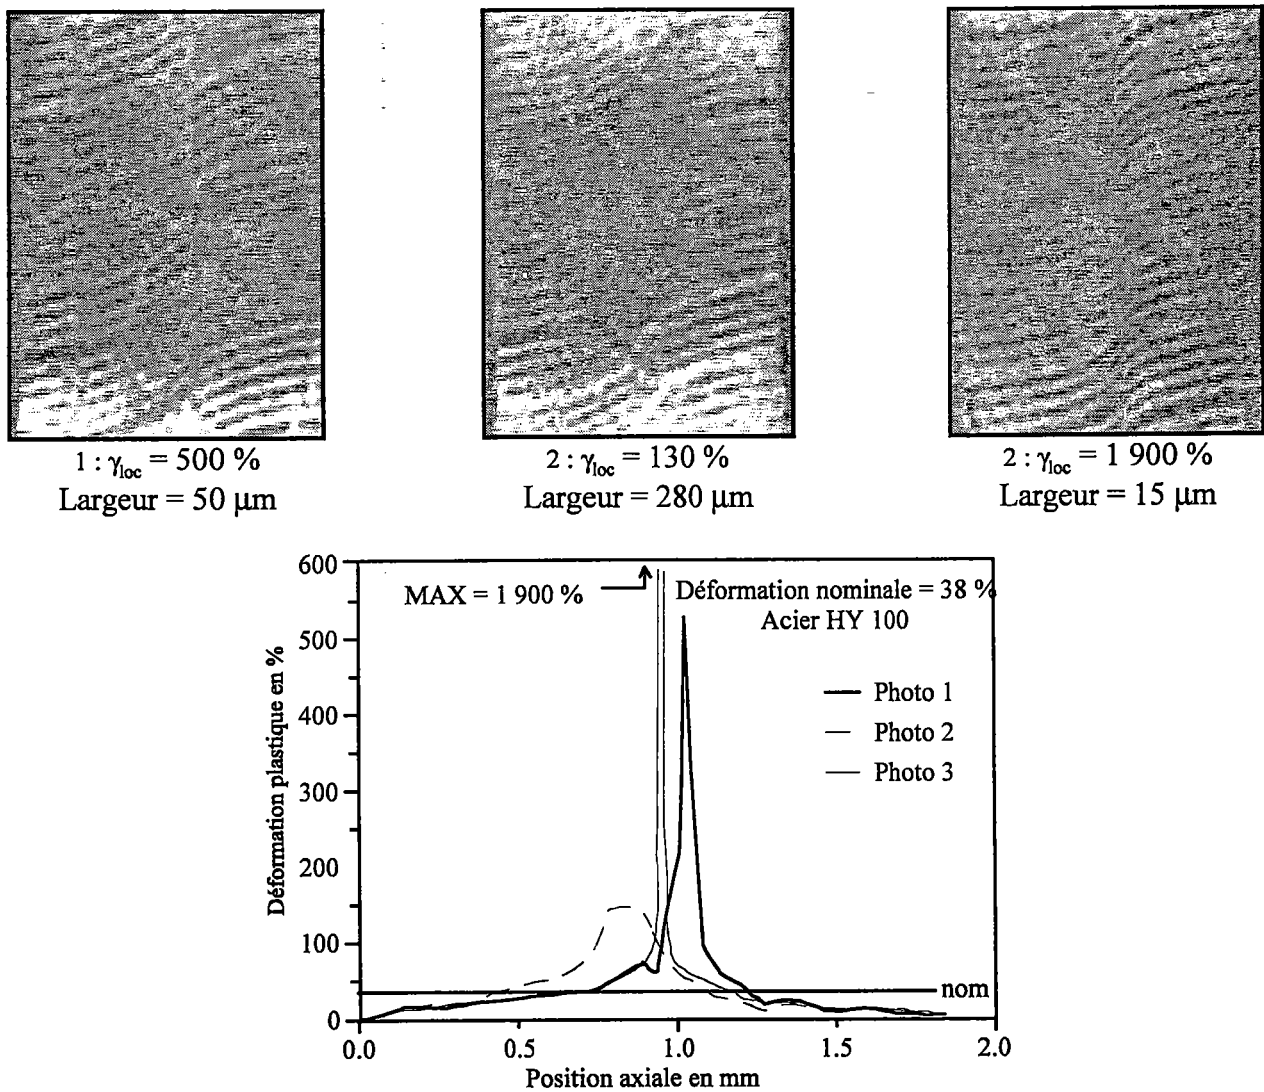 1 : γloc = 500 %
Largeur = 50 µm
2 : γloc = 130 %
Largeur = 280 µm
2 : γloc = 1 900 %
Largeur = 15 µm
600
500
400
300
200
100
0
Déformation plastique en %
MAX = 1 900 %
Déformation nominale = 38 %
Acier HY 100
Photo 1
Photo 2
Photo 3
nom
0.0
0.5
1.0
1.5
2.0
Position axiale en mm